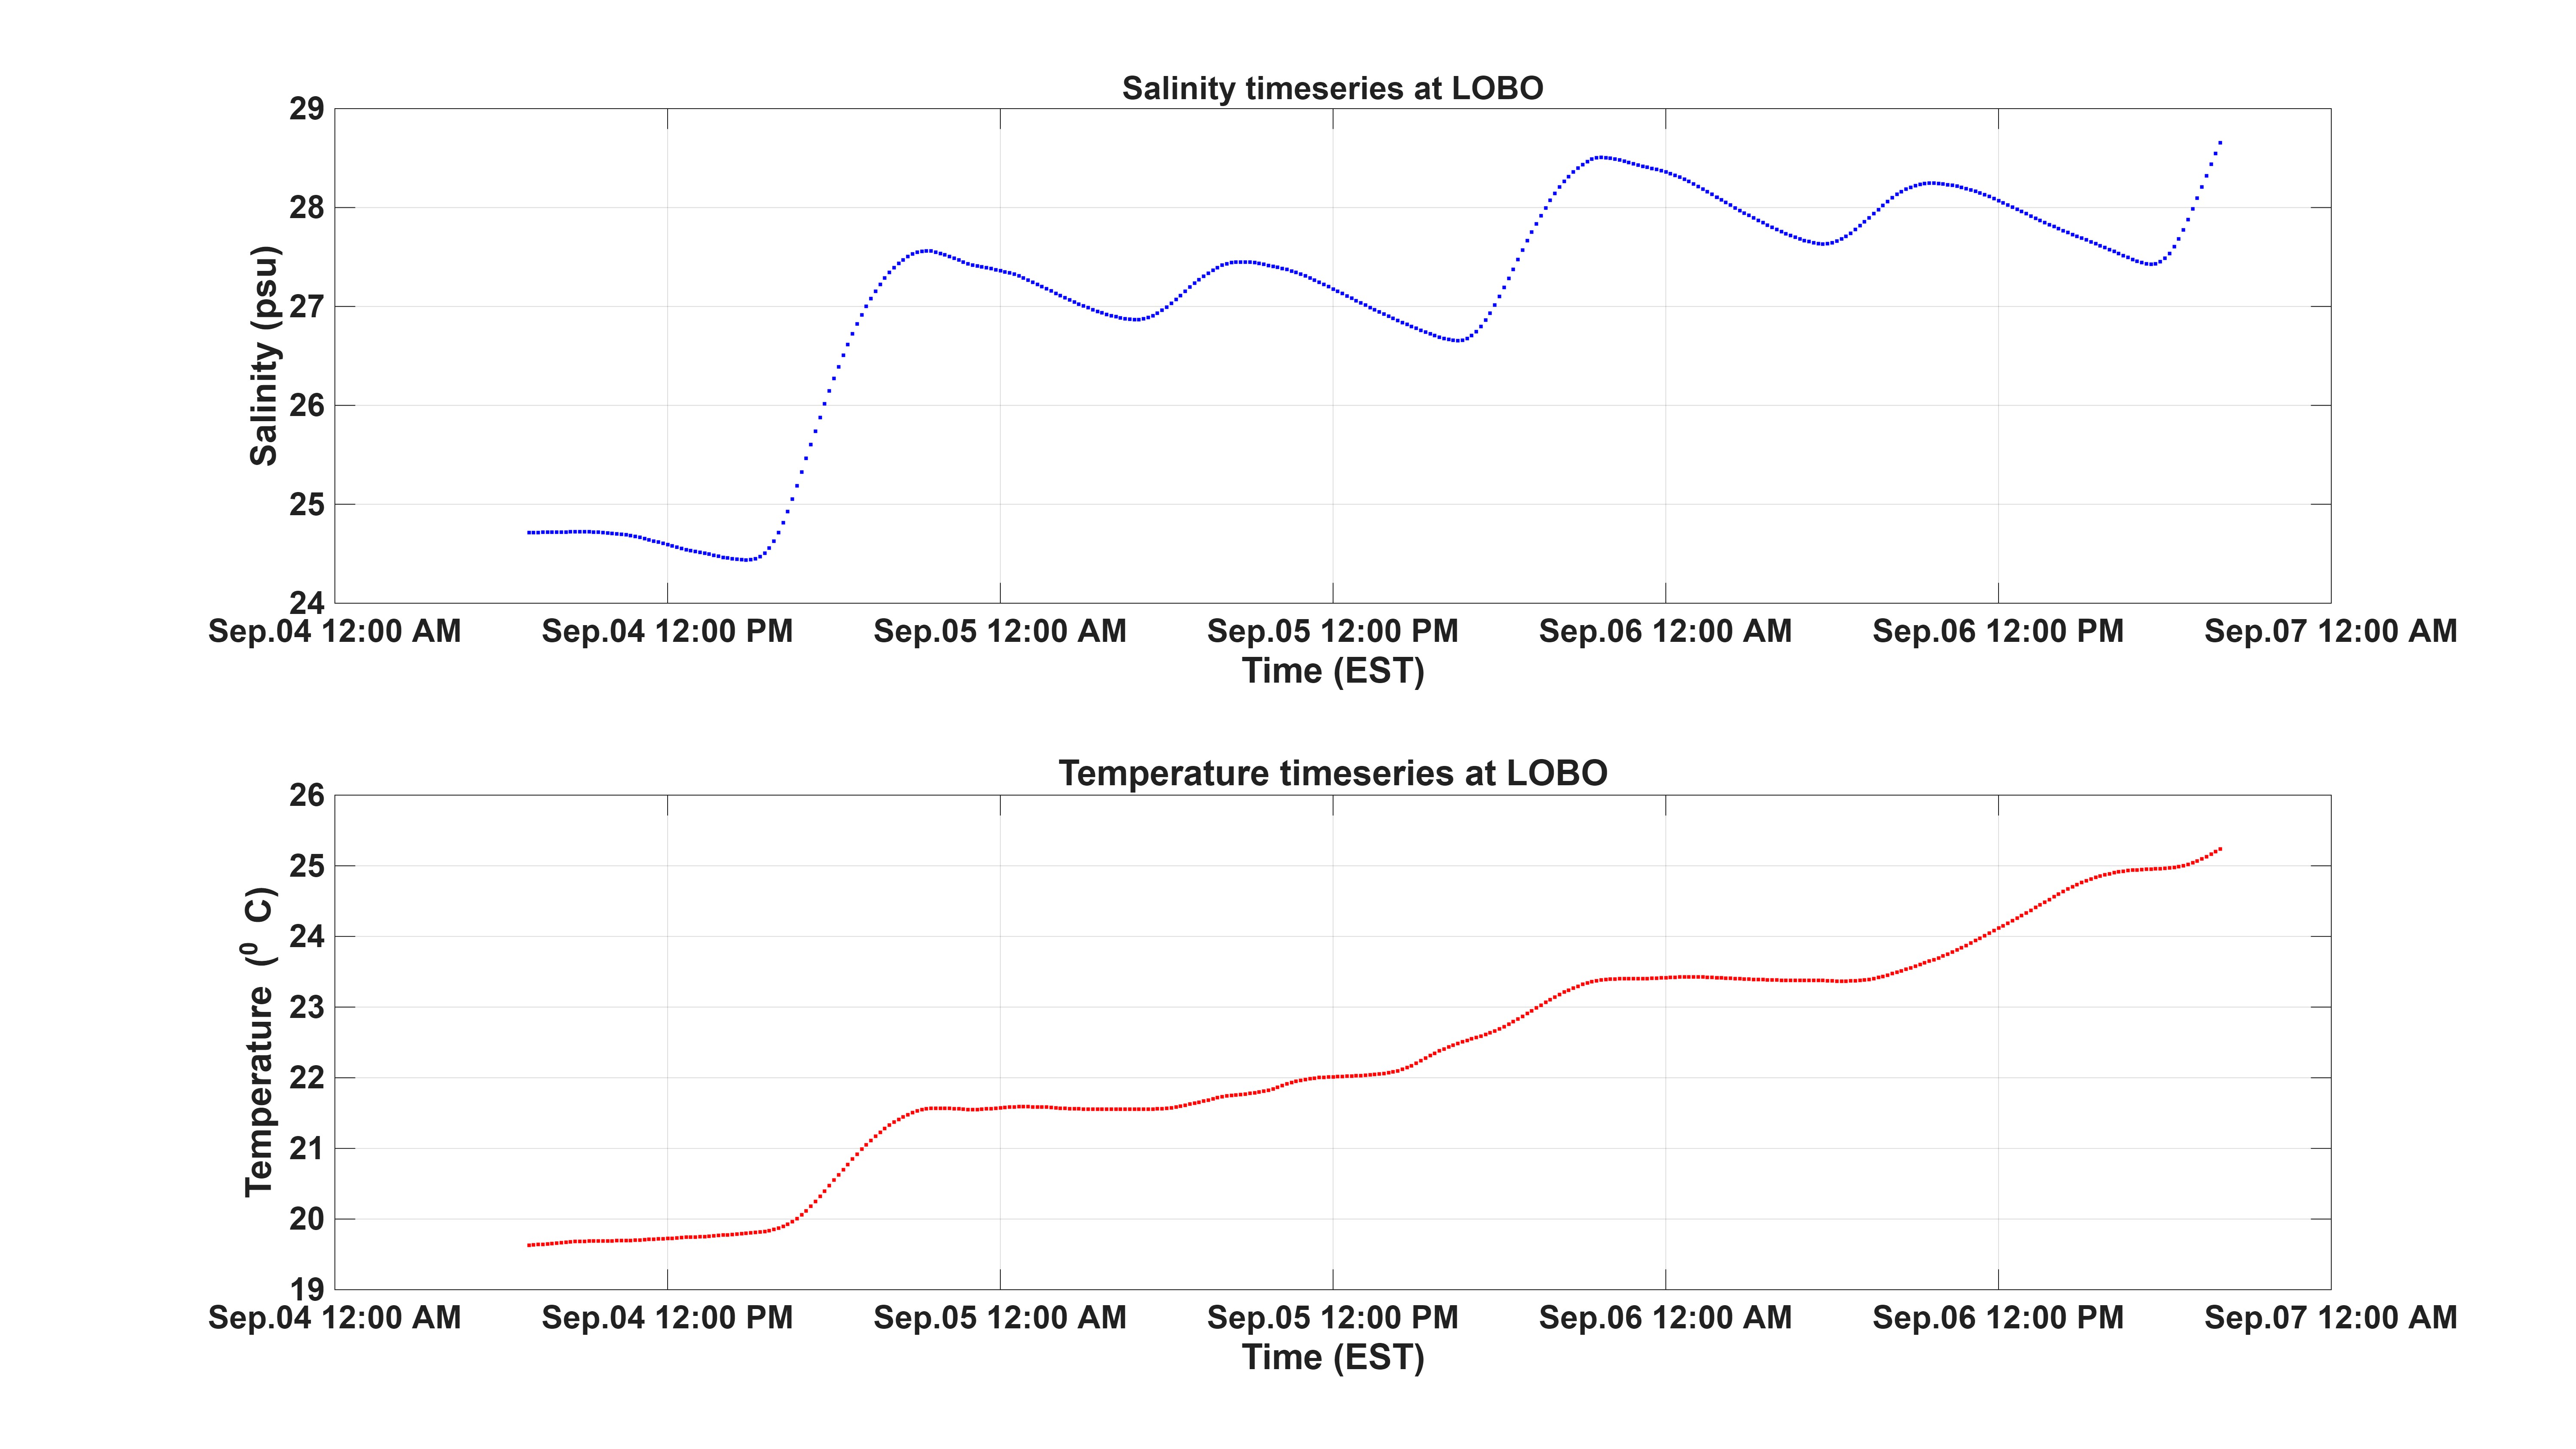 Salinity timeseries at LOBO
29
28
27
26
25
24
Salinity (psu)
Sep.04 12:00 AM Sep.04 12:00 PM Sep.05 12:00 AM Sep.05 12:00 PM Sep.06 12:00 AM Sep.06 12:00 PM Sep.07 12:00 AM
Time (EST)
Temperature timeseries at LOBO
26
25
24
23
22
21
20
19
Temperature (⁰ C)
Sep.04 12:00 AM Sep.04 12:00 PM Sep.05 12:00 AM Sep.05 12:00 PM Sep.06 12:00 AM Sep.06 12:00 PM Sep.07 12:00 AM
Time (EST)